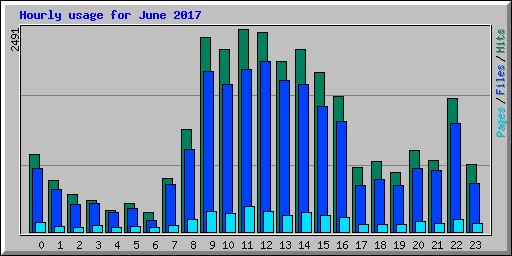 Hourly usage for June 2017
2491
Pages/Files/Hits
0 1 2 3 4 5 6 7 8 9 10 11 12 13 14 15 16 17 18 19 20 21 22 23